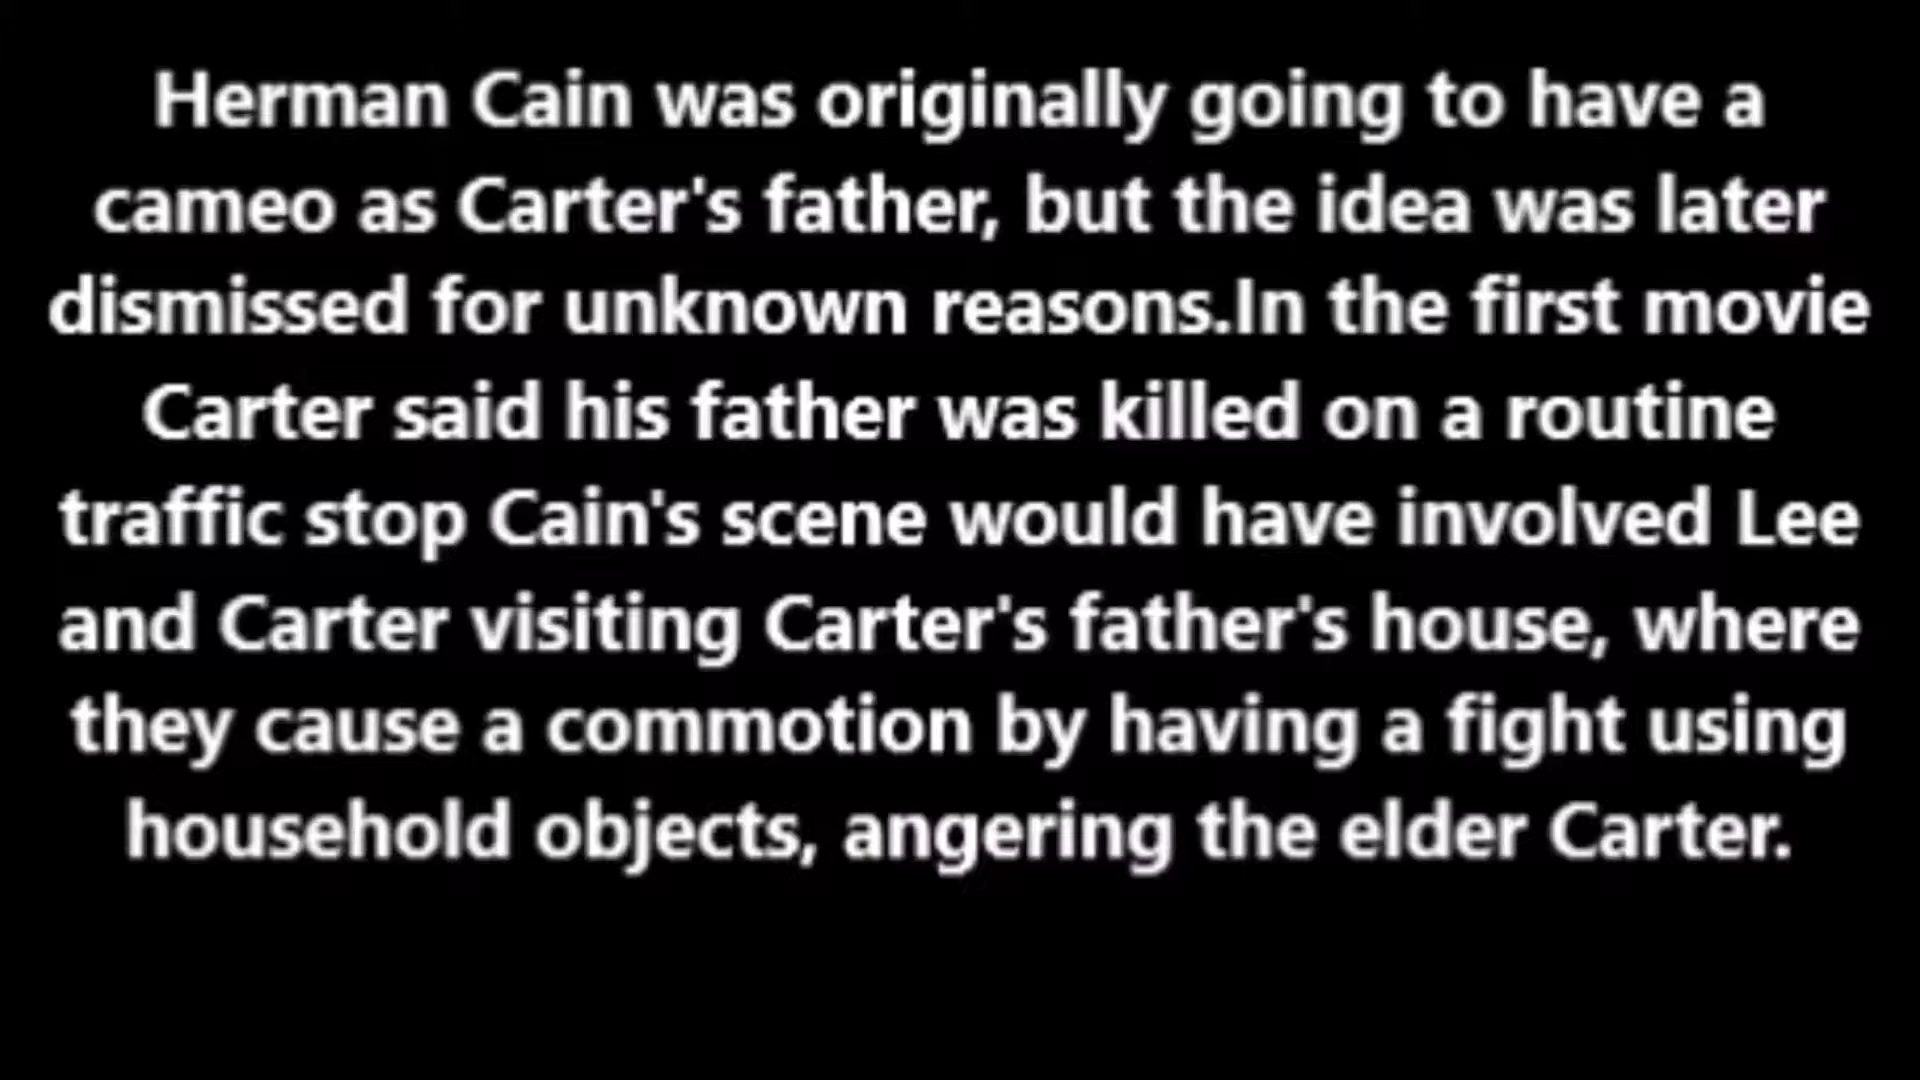 Herman Cain was originally going to have a
cameo as Carter's father, but the idea was later
dismissed for unknown reasons.In the first movie
Carter said his father was killed on a routine
traffic stop Cain's scene would have involved Lee
and Carter visiting Carter's father's house, where
they cause a commotion by having a fight using
household objects, angering the elder Carter.